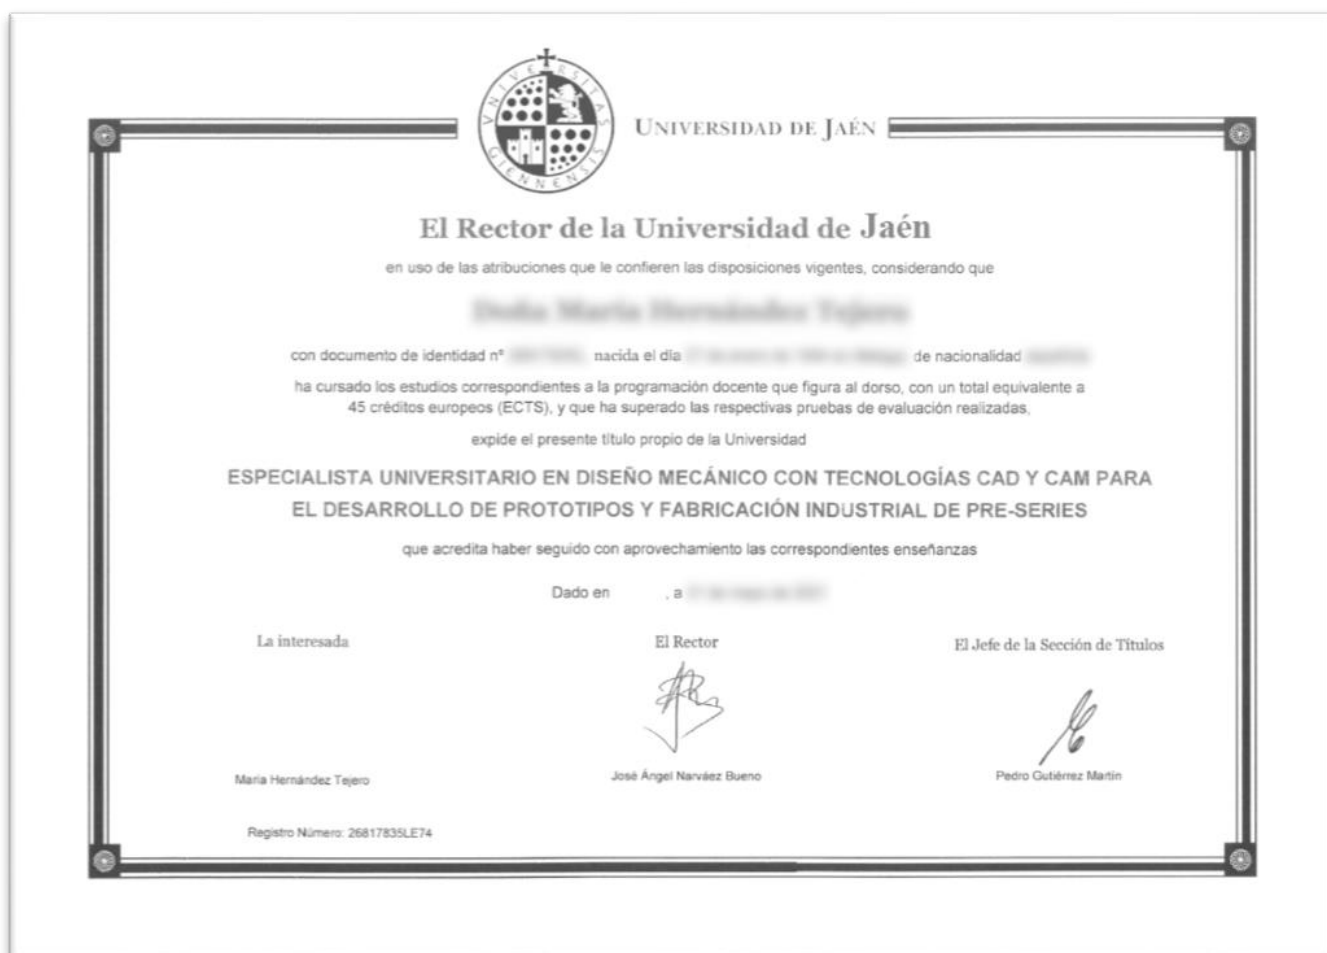 VNIVERSITAS GIENNENSIS
UNIVERSIDAD DE JAÉN
El Rector de la Universidad de Jaén
en uso de las atribuciones que le confieren las disposiciones vigentes, considerando que
con documento de identidad nº nacida el día de nacionalidad
ha cursado los estudios correspondientes a la programación docente que figura al dorso, con un total equivalente a
45 créditos europeos (ECTS), y que ha superado las respectivas pruebas de evaluación realizadas,
expide el presente título propio de la Universidad
ESPECIALISTA UNIVERSITARIO EN DISEÑO MECÁNICO CON TECNOLOGÍAS CAD Y CAM PARA
EL DESARROLLO DE PROTOTIPOS Y FABRICACIÓN INDUSTRIAL DE PRE-SERIES
que acredita haber seguido con aprovechamiento las correspondientes enseñanzas
Dado en , a
La interesada
El Rector
El Jefe de la Sección de Títulos
María Hernández Tejero
José Ángel Narváez Bueno
Pedro Gutiérrez Martín
Registro Número: 26817835LE74